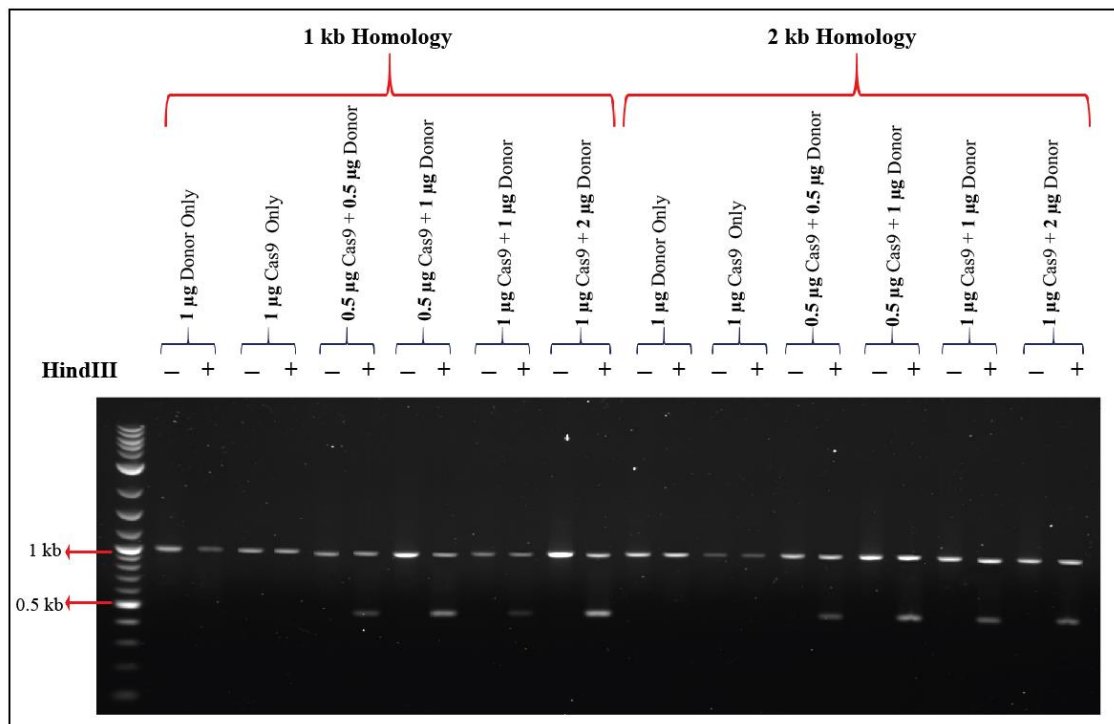 1 kb Homology
2 kb Homology
1 µg Donor Only
1 µg Cas9 Only
0.5 µg Cas9 + 0.5 µg Donor
0.5 µg Cas9 + 1 µg Donor
1 µg Cas9 + 1 µg Donor
1 µg Cas9 + 2 µg Donor
1 µg Donor Only
1 µg Cas9 Only
0.5 µg Cas9 + 0.5 µg Donor
0.5 µg Cas9 + 1 µg Donor
1 µg Cas9 + 1 µg Donor
1 µg Cas9 + 2 µg Donor
HindIII − + − + − + − + − + − + − + − + − + − + − + − +
1 kb
0.5 kb